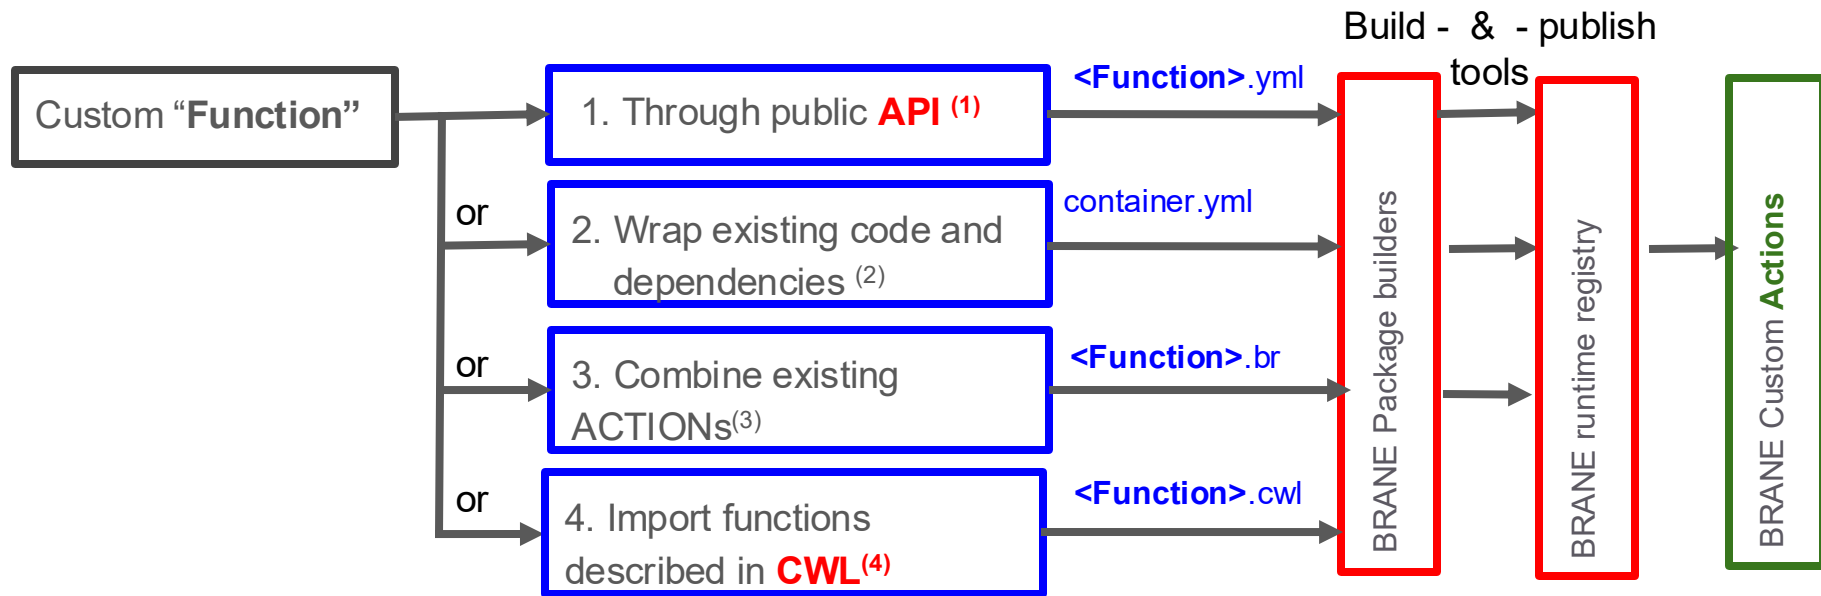 Build - & - publish
tools
Custom “Function”
1. Through public API (1)
<Function>.yml
or
2. Wrap existing code and
dependencies (2)
container.yml
or
3. Combine existing
ACTIONs(3)
<Function>.br
or
4. Import functions
described in CWL(4)
<Function>.cwl
BRANE Package builders
BRANE runtime registry
BRANE Custom Actions